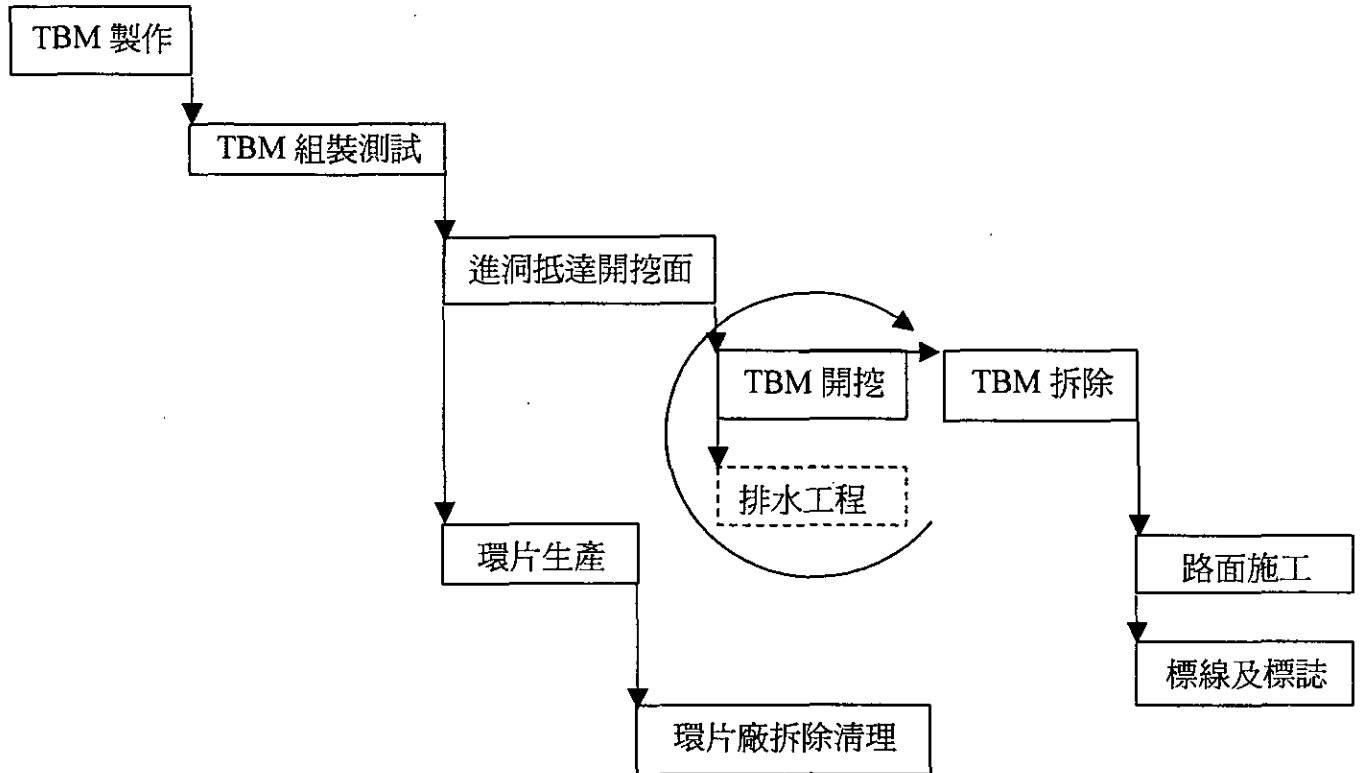 TBM 製作
TBM 組裝測試
進洞抵達開挖面
TBM 開挖
TBM 拆除
排水工程
環片生產
路面施工
標線及標誌
環片廠拆除清理